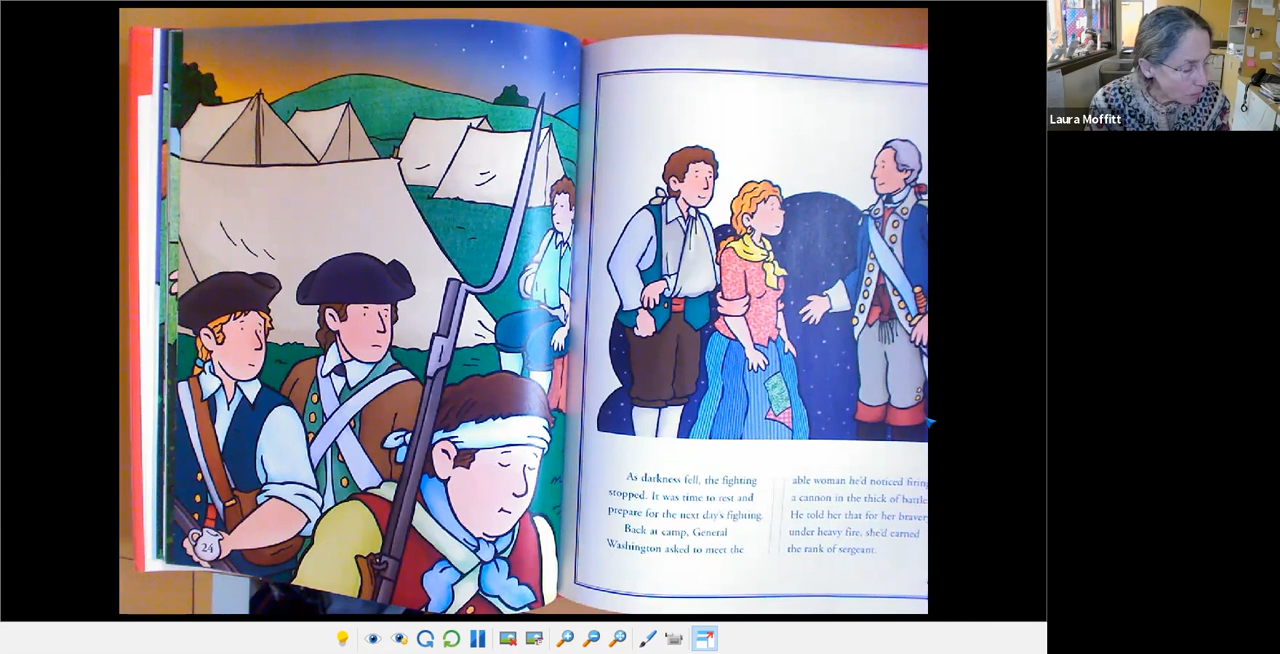 Laura Moffitt
24
As darkness fell, the fighting
stopped. It was time to rest and
prepare for the next day's fighting.
Back at camp, General
Washington asked to meet the
able woman he'd noticed firing
a cannon in the thick of battle.
He told her that for her bravery
under heavy fire, she'd earned
the rank of sergeant.